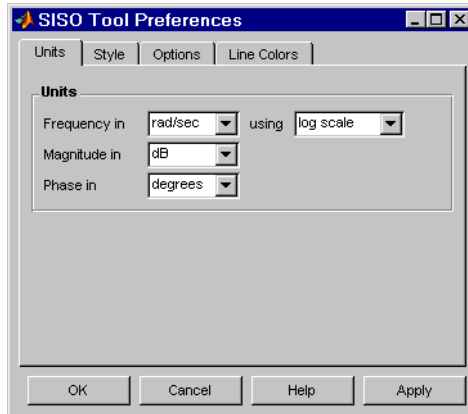 SISO Tool Preferences
Units Style Options Line Colors
Units
Frequency in rad/sec using log scale
Magnitude in dB
Phase in degrees
OK Cancel Help Apply